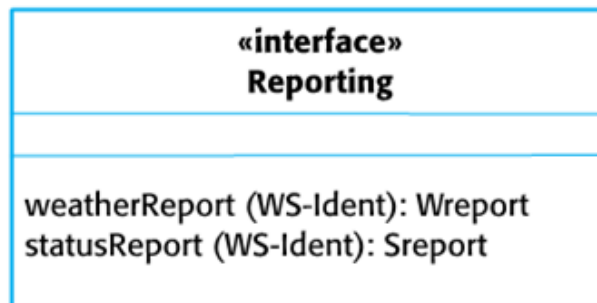 «interface»
Reporting
weatherReport (WS-Ident): Wreport
statusReport (WS-Ident): Sreport